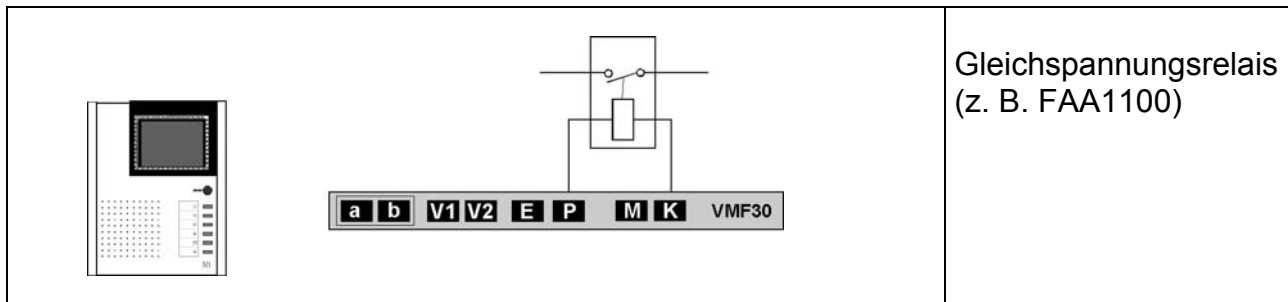 Gleichspannungsrelais
(z. B. FAA1100)
a b V1 V2 E P M K VMF30